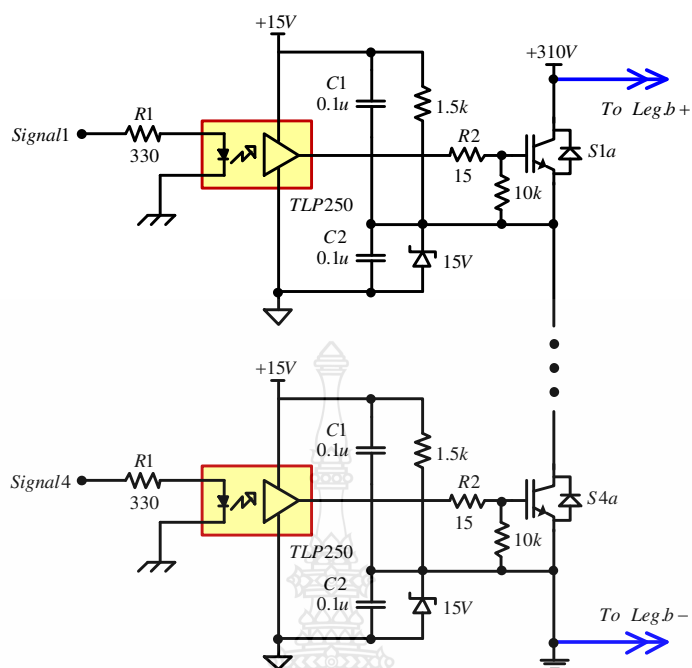 +15V
+310V
C1
0.1u
1.5k
To Leg.b+
R1
R2
Signal1
S1a
330
15
10k
TLP250
C2
0.1u
15V
+15V
C1
0.1u
1.5k
R1
R2
Signal4
S4a
330
15
10k
TLP250
C2
0.1u
15V
To Leg.b−